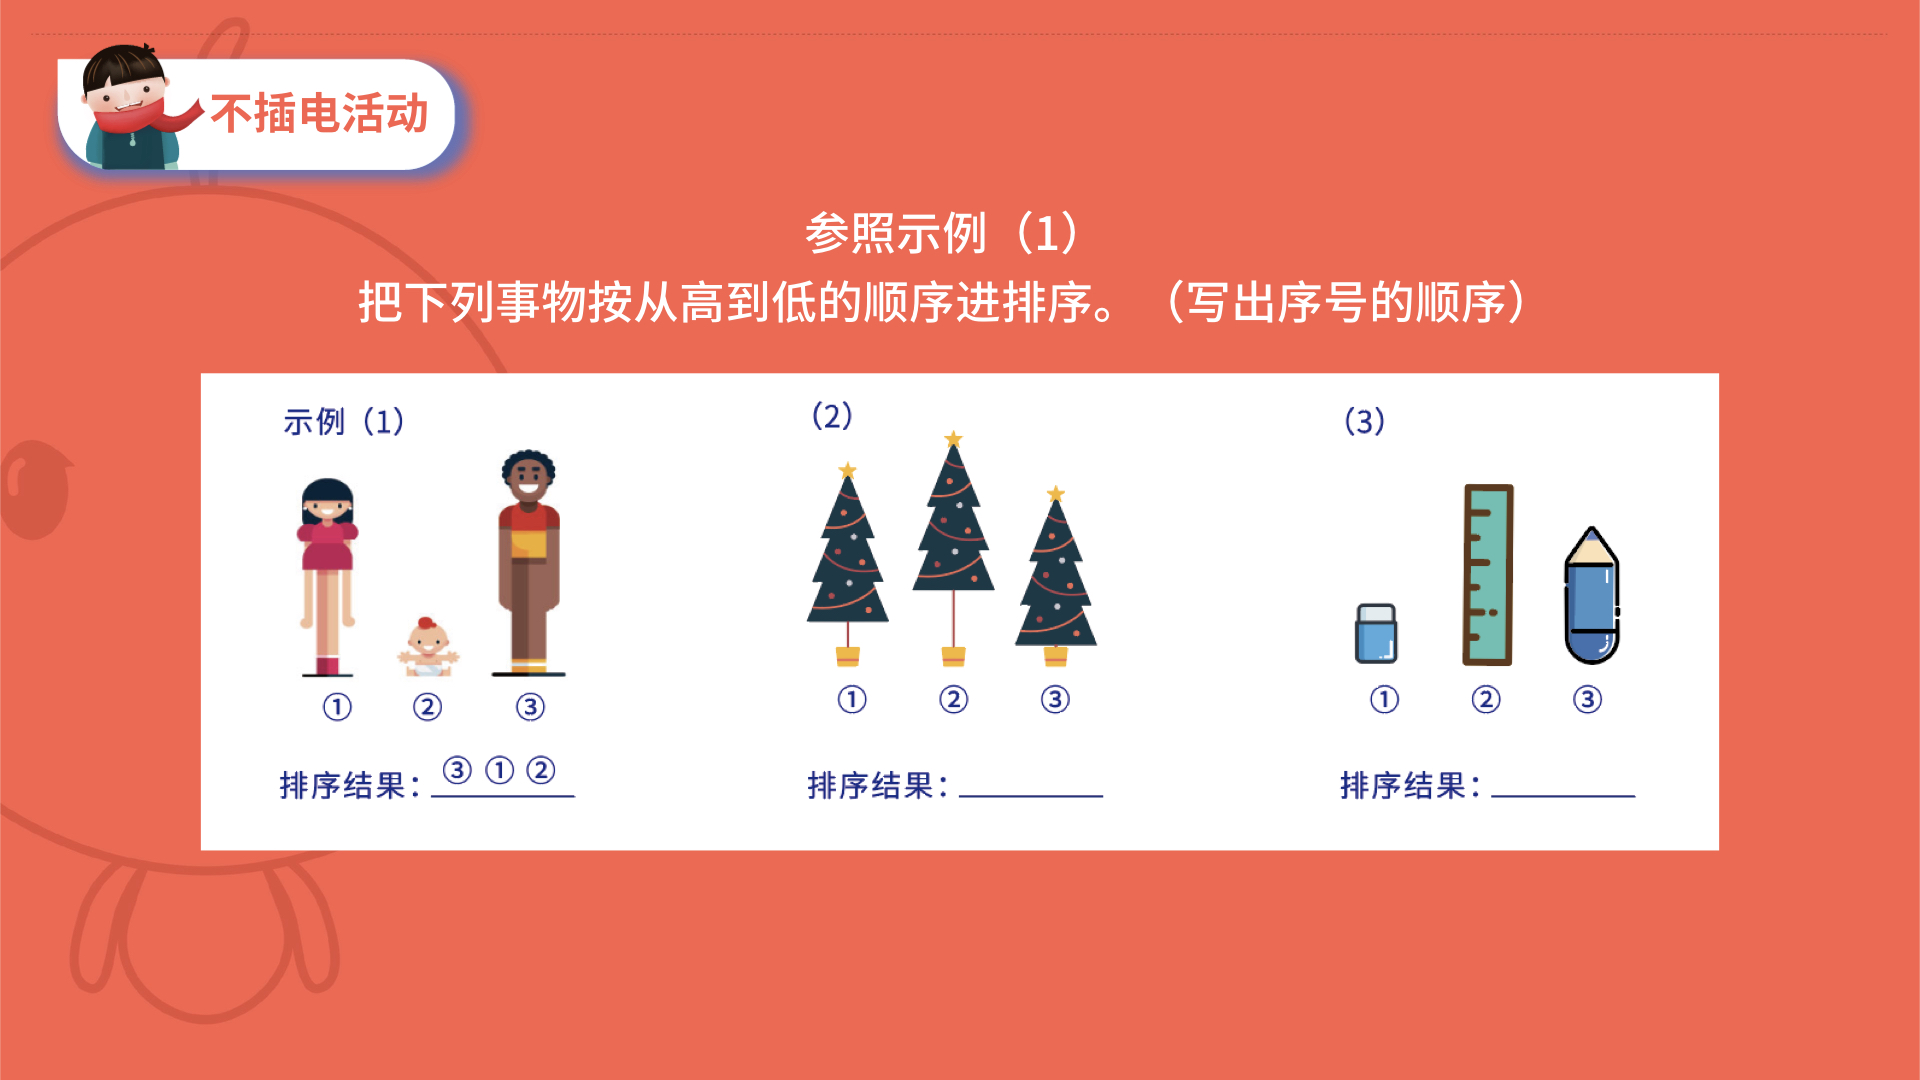 不插电活动
参照示例（1）
把下列事物按从高到低的顺序进排序。（写出序号的顺序）
示例（1）
（2）
（3）
① ② ③
① ② ③
① ② ③
排序结果：③ ① ②
排序结果：
排序结果：